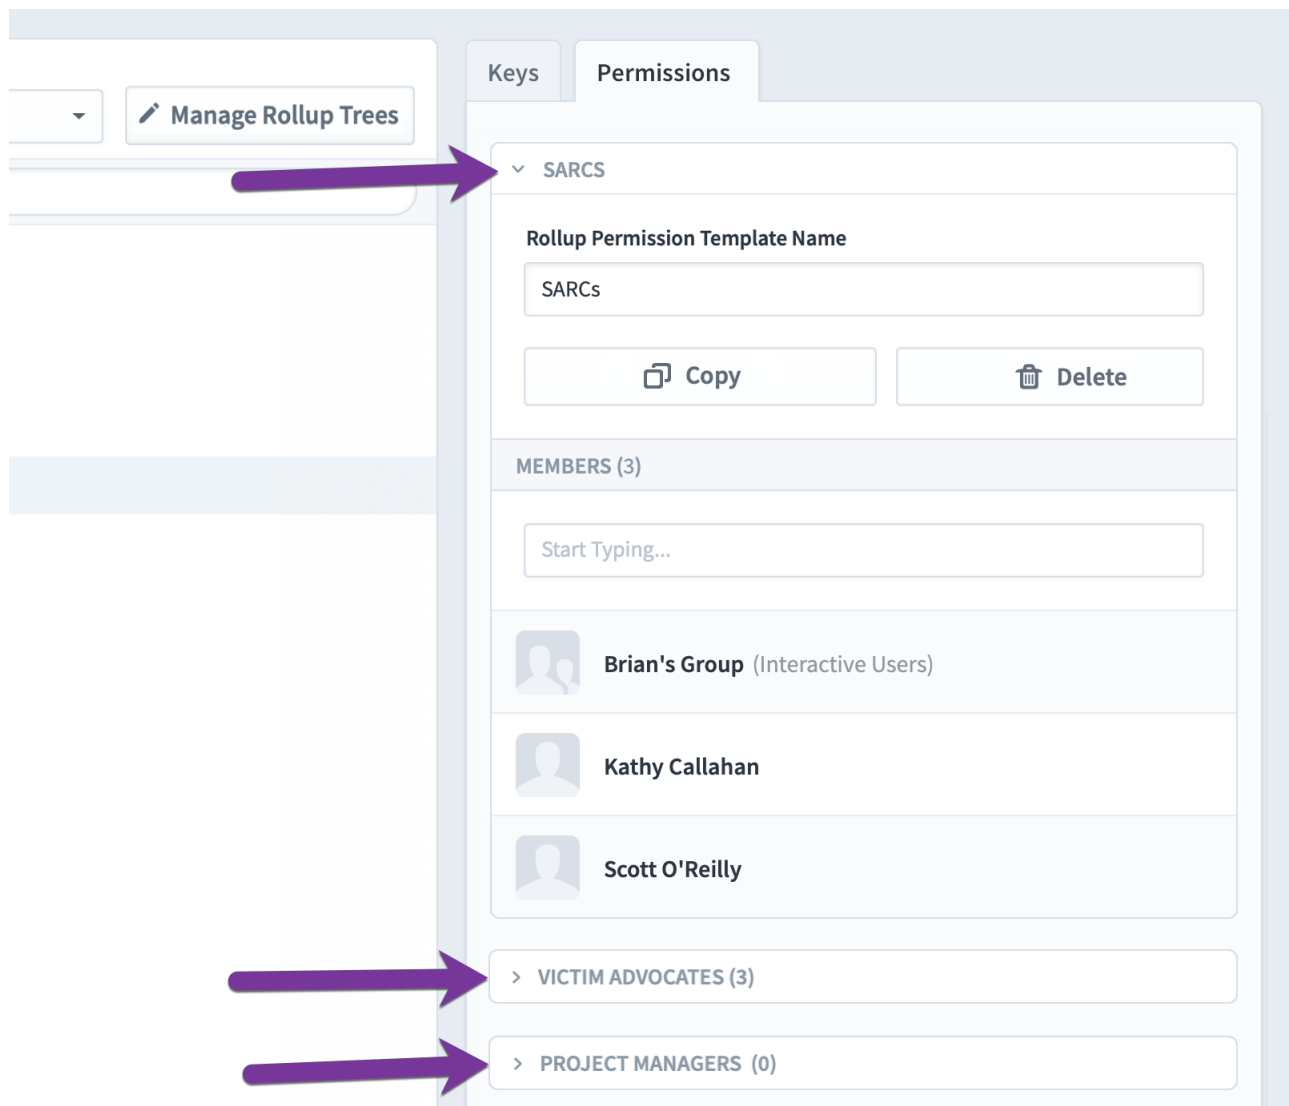 Keys
Permissions
Manage Rollup Trees
SARCS
Rollup Permission Template Name
SARCs
Copy
Delete
MEMBERS (3)
Start Typing...
Brian's Group (Interactive Users)
Kathy Callahan
Scott O'Reilly
VICTIM ADVOCATES (3)
PROJECT MANAGERS (0)